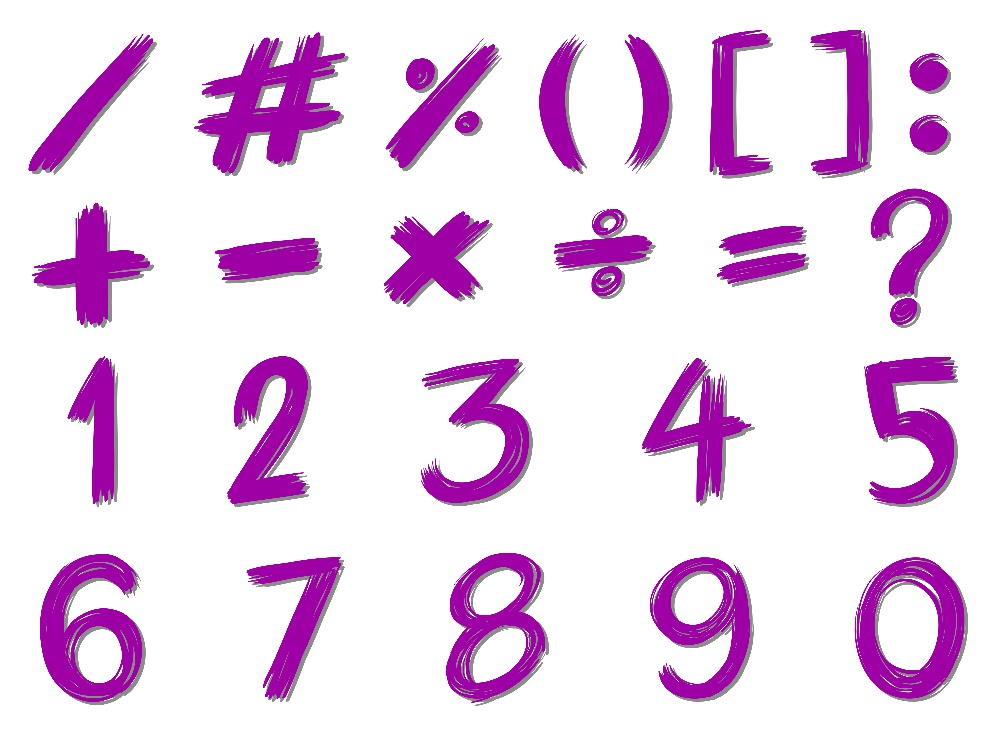 / # % ( ) [ ] :
+ - × ÷ = ?
1 2 3 4 5
6 7 8 9 0